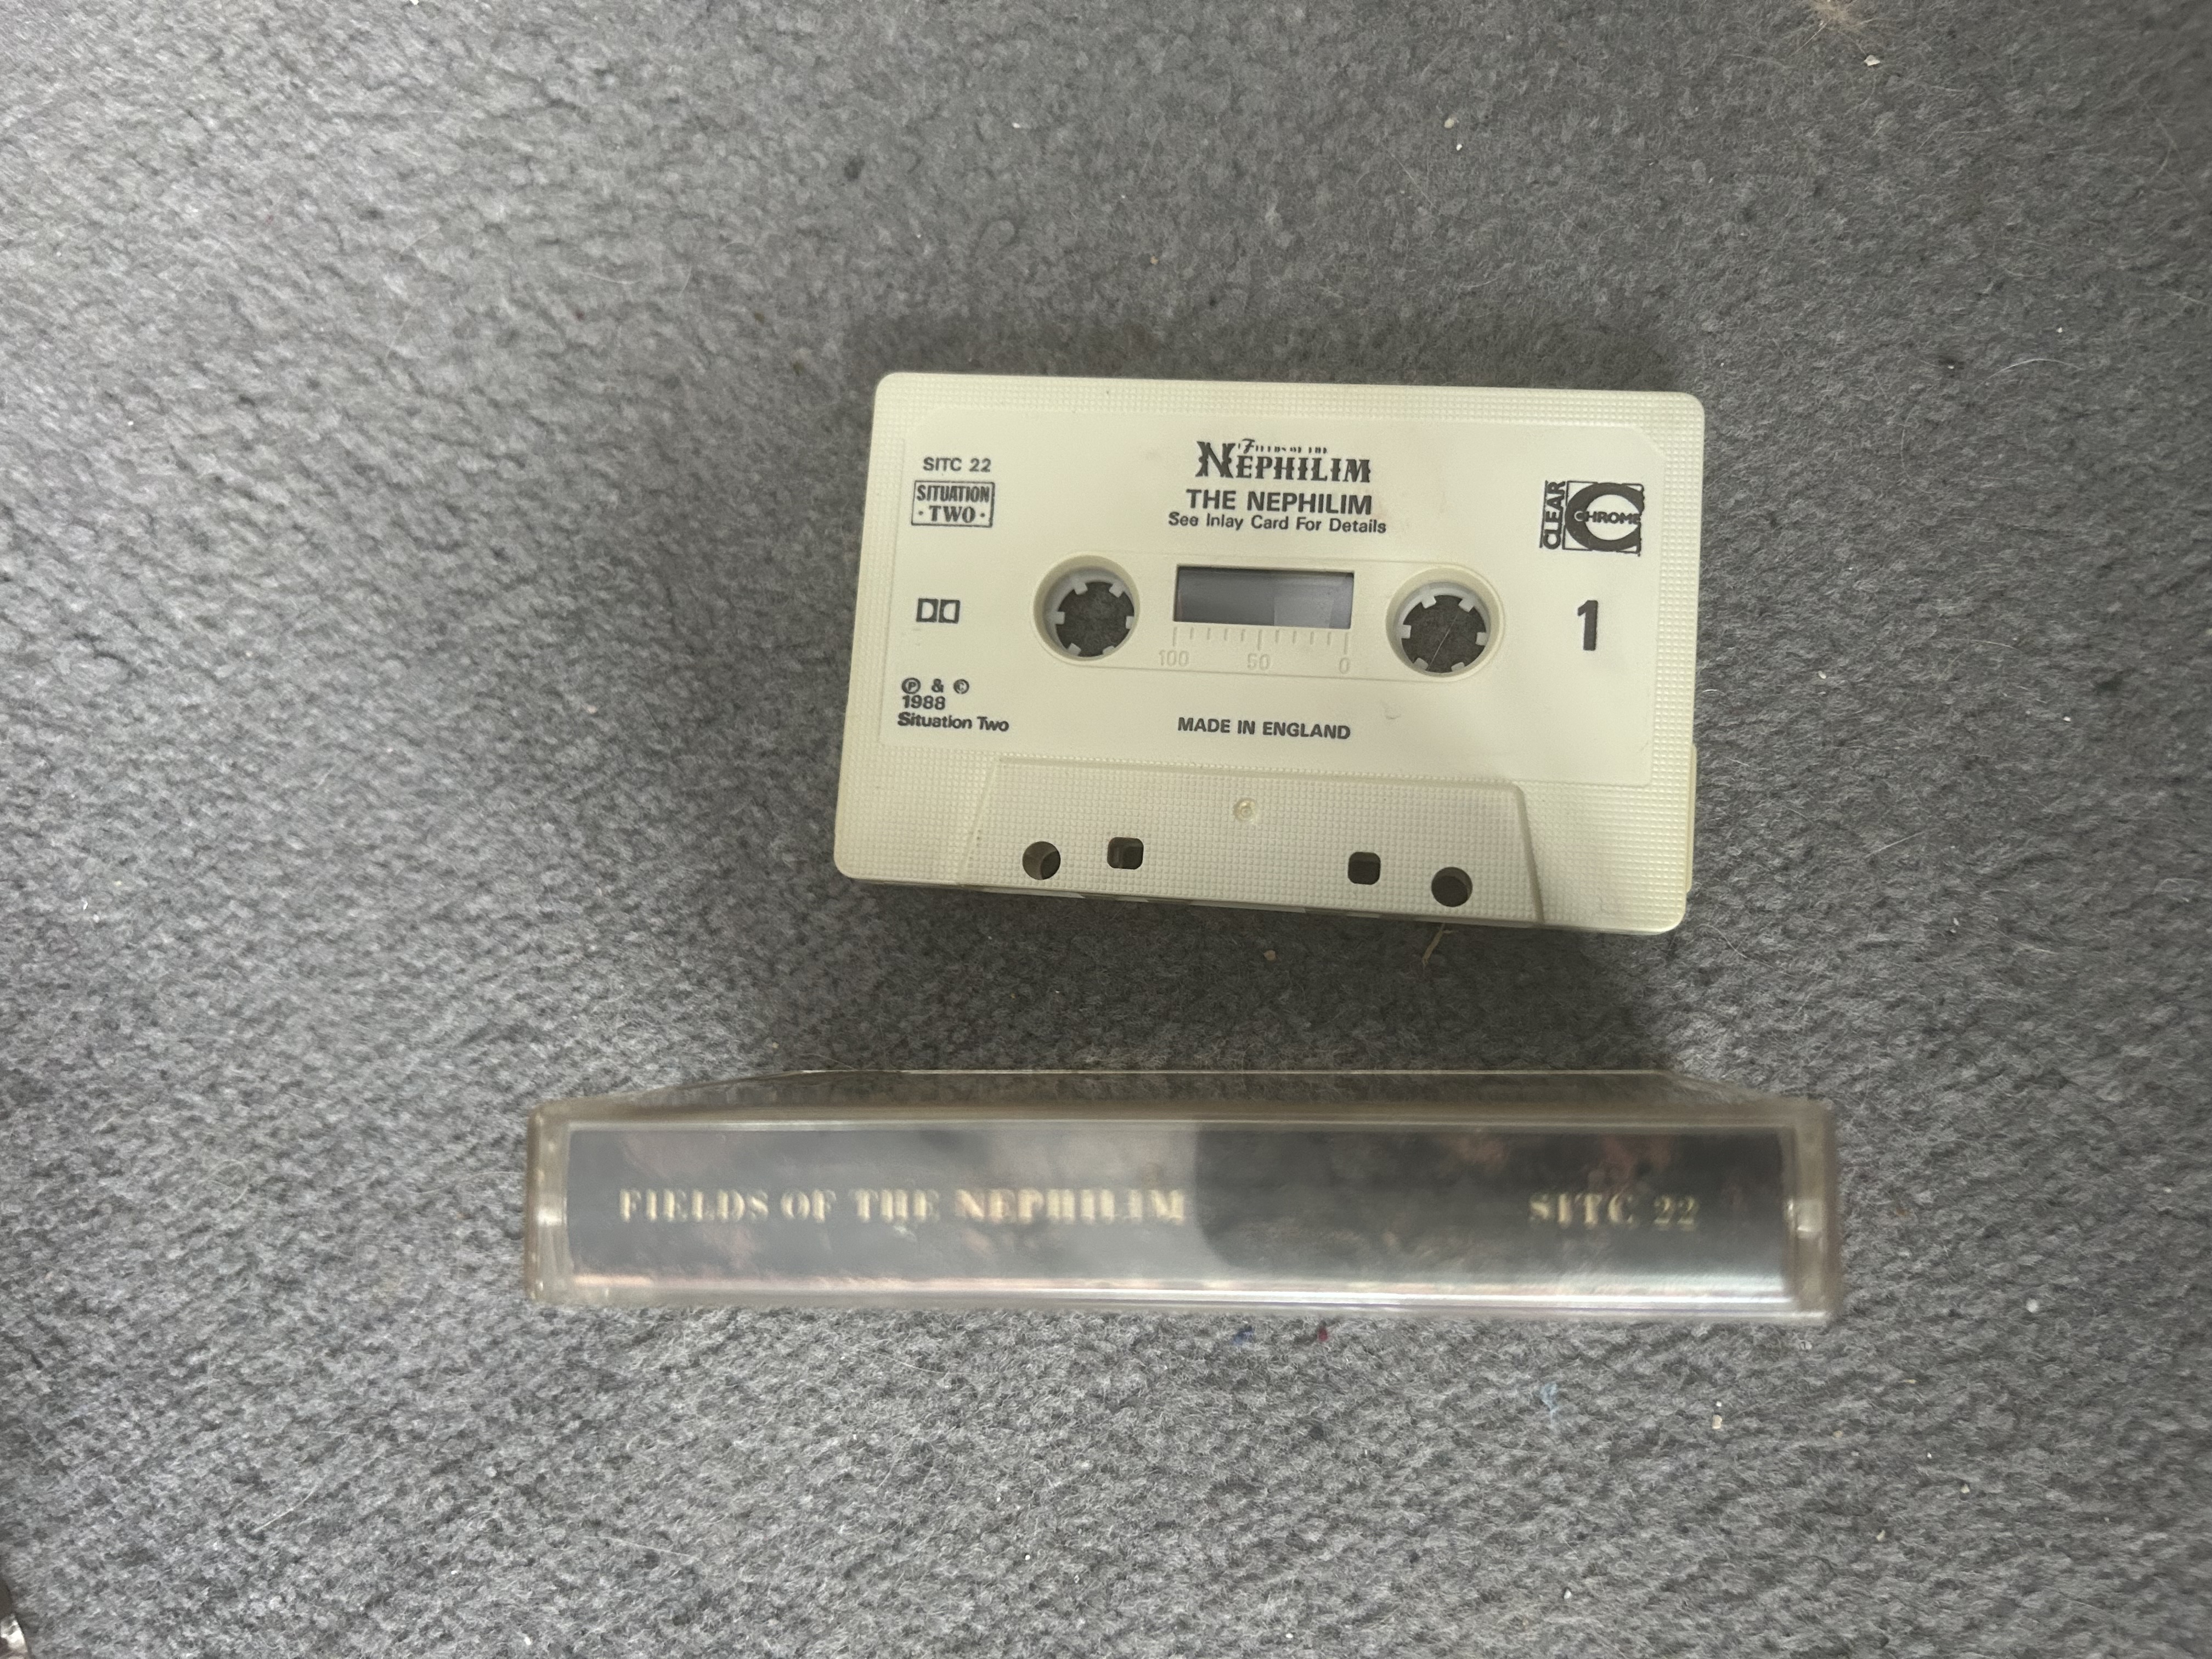 SITC 22
SITUATION
· TWO ·
FIELDS OF THE
NEPHILIM
THE NEPHILIM
See Inlay Card For Details
CLEAR
CHROME
1
100 50 0
Ⓟ & ©
1988
Situation Two
MADE IN ENGLAND
FIELDS OF THE NEPHILIM SITC 22